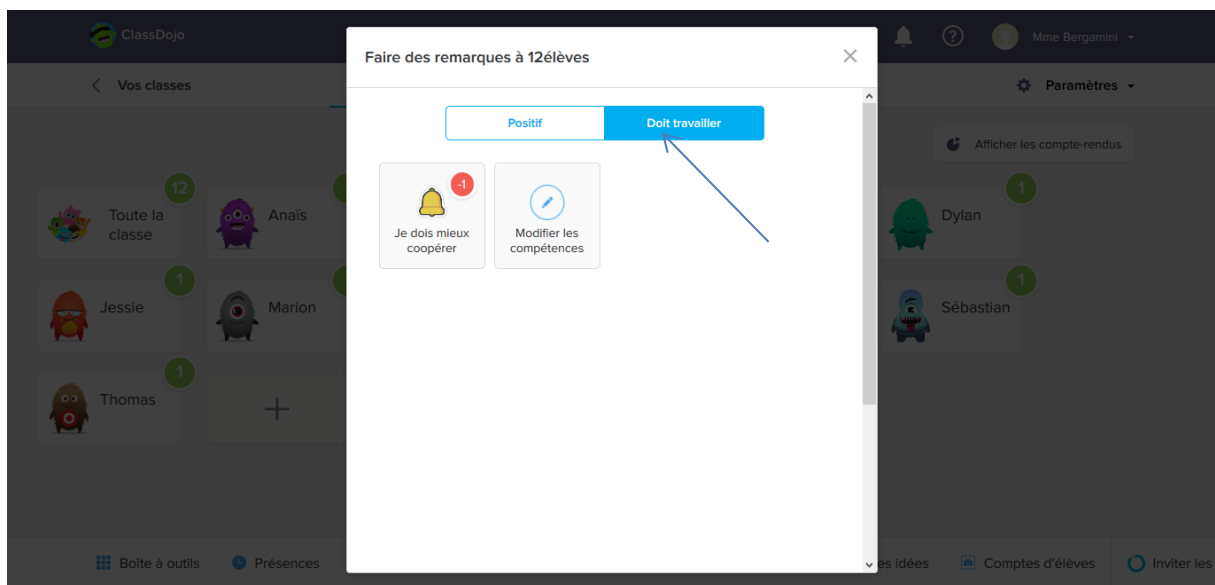 ClassDojo
Mme Bergamini
Faire des remarques à 12élèves
Vos classes
Paramètres
Positif
Doit travailler
Afficher les compte-rendus
-1
Je dois mieux
coopérer
Modifier les
compétences
12
Toute la
classe
Anaïs
1
Dylan
1
Jessie
Marion
1
Sébastian
1
Thomas
Boîte à outils
Présences
es idées
Comptes d'élèves
Inviter les